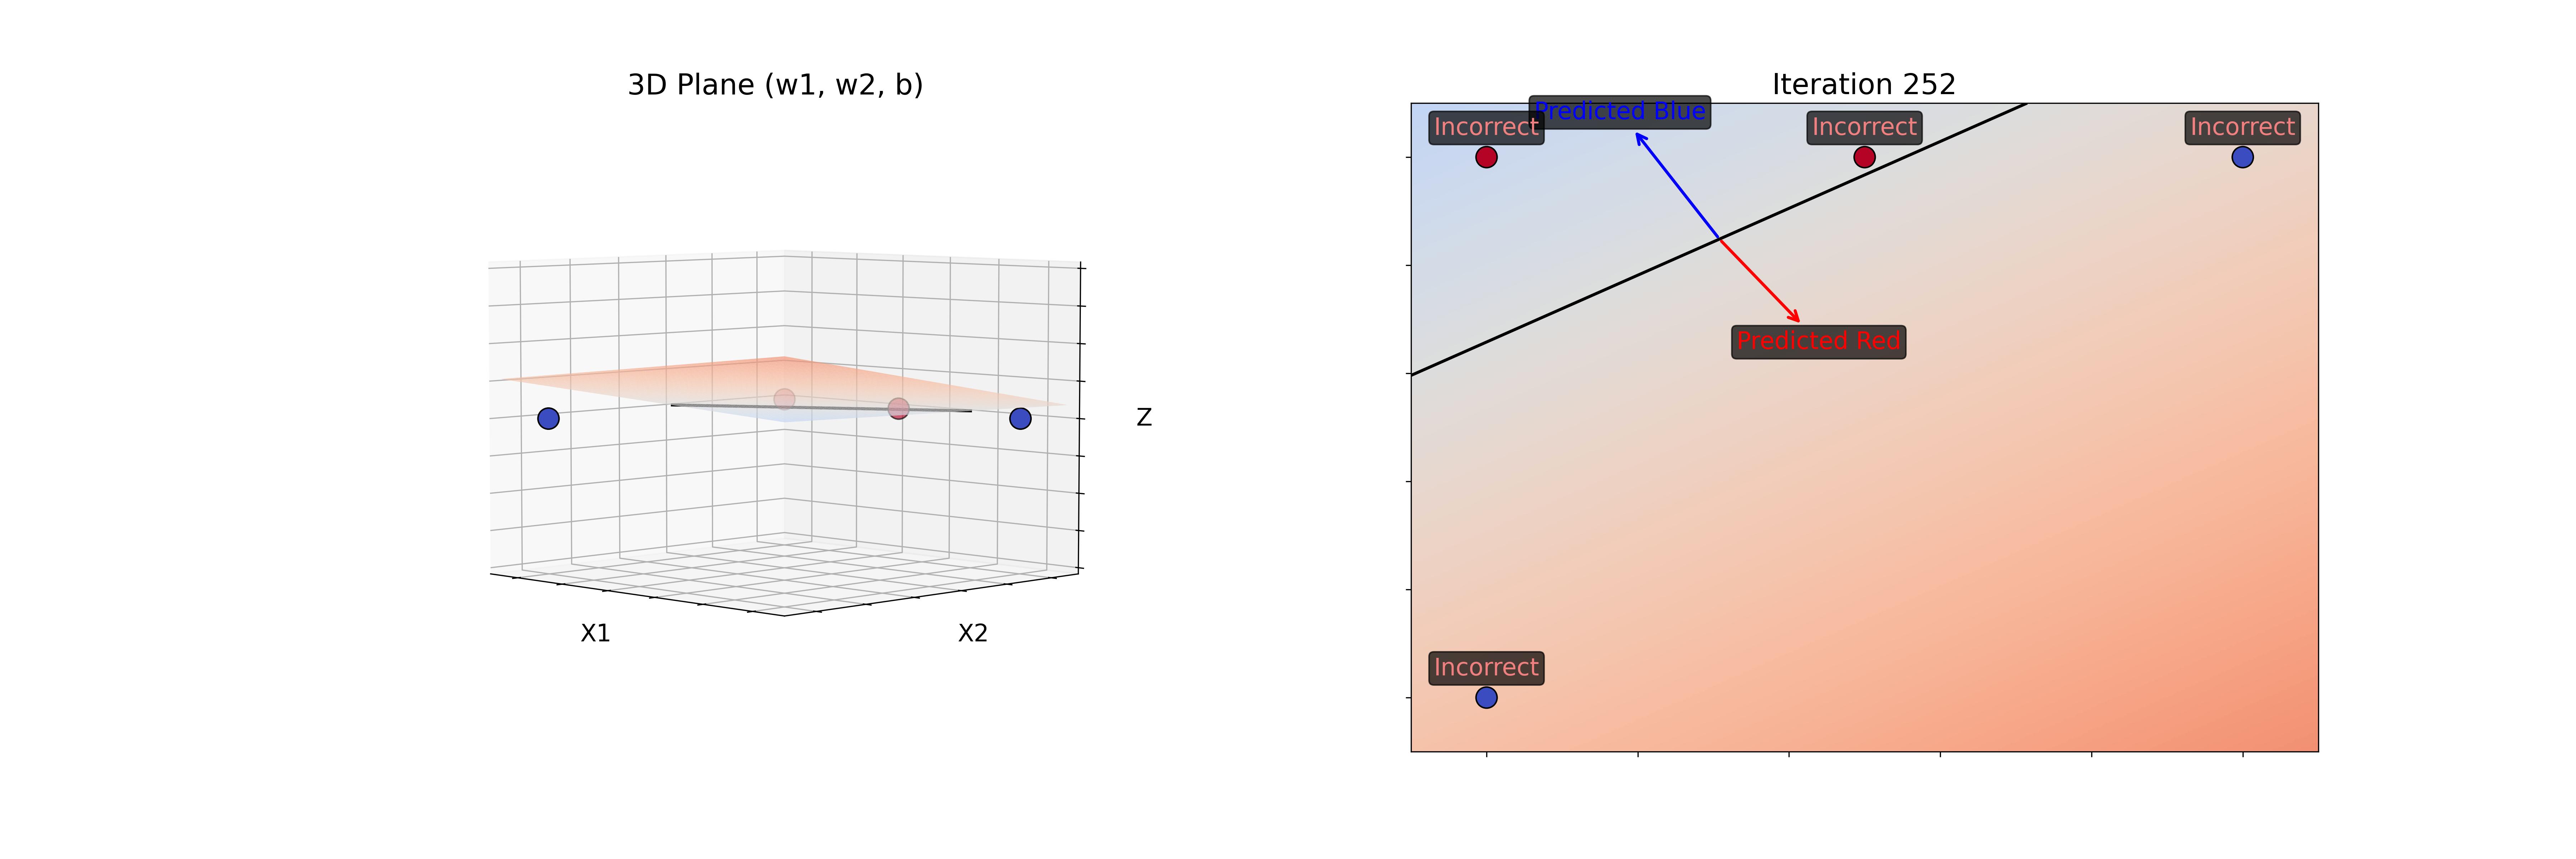 3D Plane (w1, w2, b)
Z
X1
X2
Iteration 252
Predicted Blue
Incorrect
Incorrect
Incorrect
Predicted Red
Incorrect